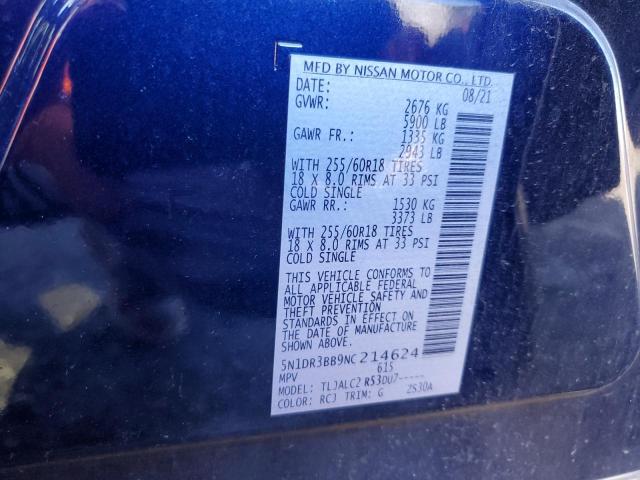 MFD BY NISSAN MOTOR CO., LTD.
DATE: 08/21
GVWR: 2676 KG
5900 LB
GAWR FR.: 1335 KG
2943 LB
WITH 255/60R18 TIRES
18 X 8.0 RIMS AT 33 PSI
COLD SINGLE
GAWR RR.: 1530 KG
3373 LB
WITH 255/60R18 TIRES
18 X 8.0 RIMS AT 33 PSI
COLD SINGLE
THIS VEHICLE CONFORMS TO
ALL APPLICABLE FEDERAL
MOTOR VEHICLE SAFETY AND
THEFT PREVENTION
STANDARDS IN EFFECT ON
THE DATE OF MANUFACTURE
SHOWN ABOVE.
5N1DR3BB9NC214624
MPV 615
MODEL: TLJALC2 R53DU7-----
COLOR: RCJ TRIM: G 2S30A